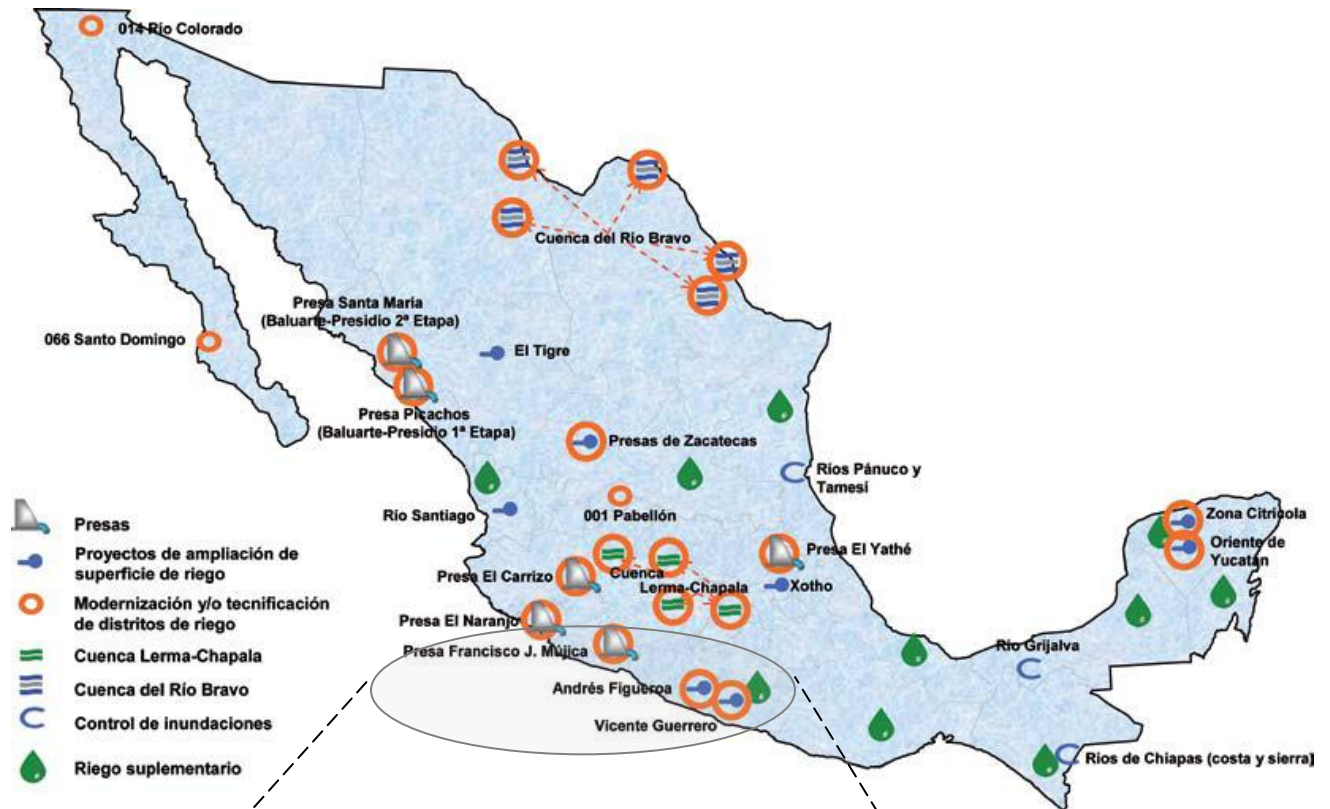 014 Río Colorado
Cuenca del Río Bravo
Presa Santa Maria
(Baluarte-Presidio 2ª Etapa)
066 Santo Domingo
El Tigre
Presa Picachos
(Baluarte-Presidio 1ª Etapa)
Presas de Zacatecas
Ríos Pánuco y
Tamesí
Río Santiago
001 Pabellón
Zona Citrícola
Oriente de
Yucatán
Presa El Yathé
Presa El Carrizo
Cuenca
Lerma-Chapala
Xotho
Presa El Naranjo
Presa Francisco J. Mújica
Río Grijalva
Andrés Figueroa
Vicente Guerrero
Ríos de Chiapas (costa y sierra)
Presas
Proyectos de ampliación de
superficie de riego
Modernización y/o tecnificación
de distritos de riego
Cuenca Lerma-Chapala
Cuenca del Río Bravo
Control de inundaciones
Riego suplementario